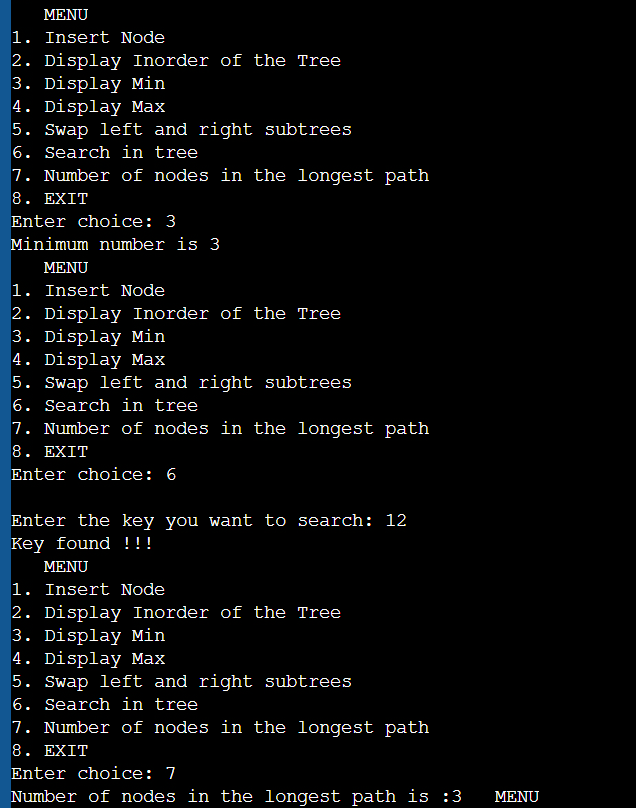 MENU
1. Insert Node
2. Display Inorder of the Tree
3. Display Min
4. Display Max
5. Swap left and right subtrees
6. Search in tree
7. Number of nodes in the longest path
8. EXIT
Enter choice: 3
Minimum number is 3
MENU
1. Insert Node
2. Display Inorder of the Tree
3. Display Min
4. Display Max
5. Swap left and right subtrees
6. Search in tree
7. Number of nodes in the longest path
8. EXIT
Enter choice: 6
Enter the key you want to search: 12
Key found !!!
MENU
1. Insert Node
2. Display Inorder of the Tree
3. Display Min
4. Display Max
5. Swap left and right subtrees
6. Search in tree
7. Number of nodes in the longest path
8. EXIT
Enter choice: 7
Number of nodes in the longest path is :3   MENU